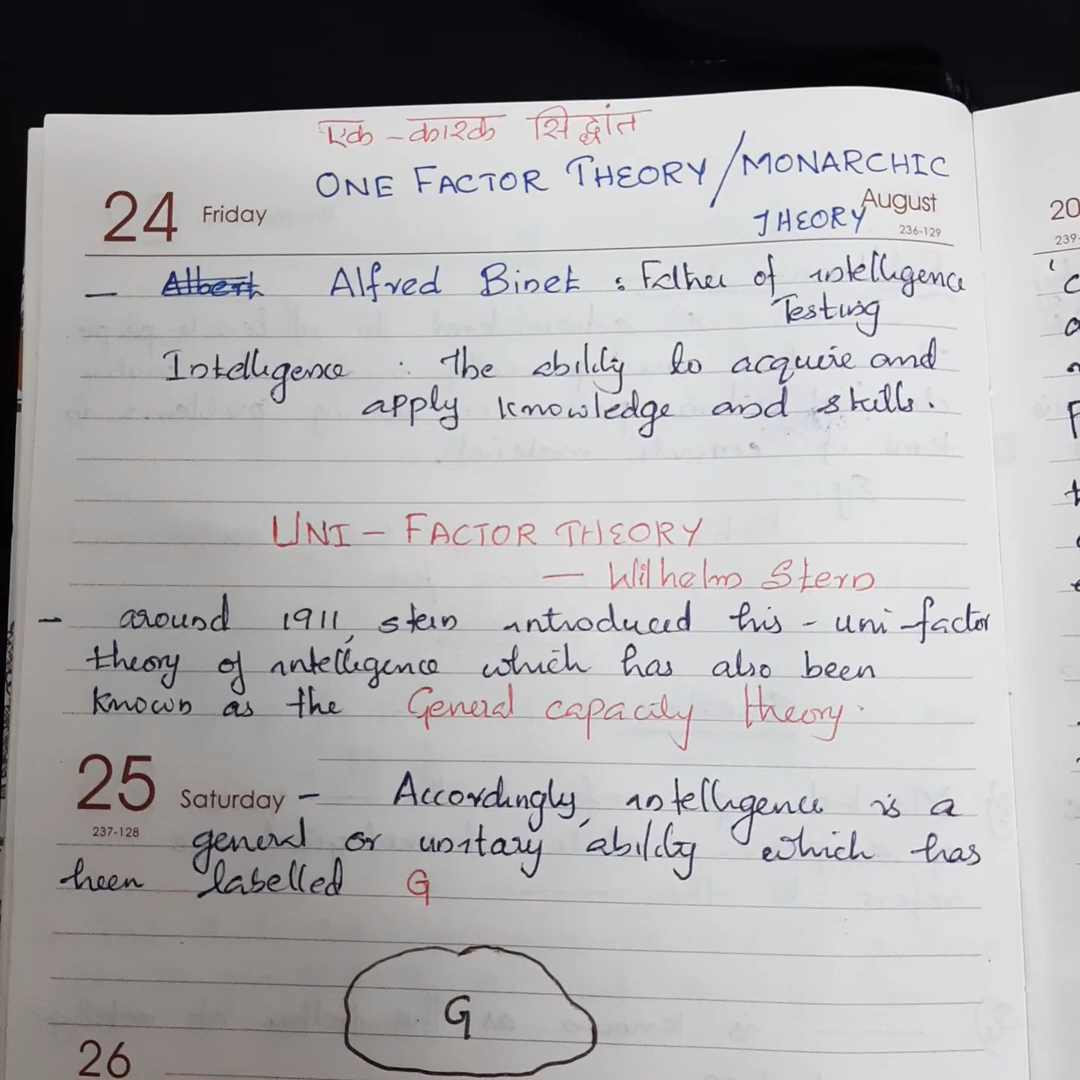 एक - कारक सिद्धांत
ONE FACTOR THEORY / MONARCHIC
THEORY
24 Friday
August
236-129
— Albert Alfred Binet : Father of intelligence
Testing
Intelligence : The ability to acquire and
apply knowledge and skills.
UNI - FACTOR THEORY
— Wilhelm Stern
- around 1911, stern introduced this - uni - factor
theory of intelligence which has also been
known as the General capacity theory.
25 Saturday - Accordingly, intelligence is a
237-128
general or unitary ability which has
been labelled G
G
26
20
239-